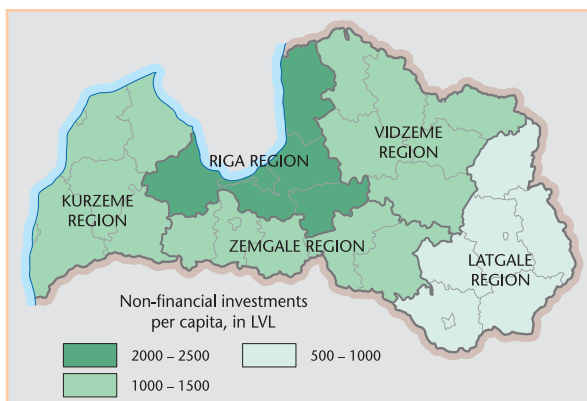 RIGA REGION
VIDZEME
REGION
KURZEME
REGION
ZEMGALE REGION
LATGALE
REGION
Non-financial investments
per capita, in LVL
2000 – 2500
500 – 1000
1000 – 1500